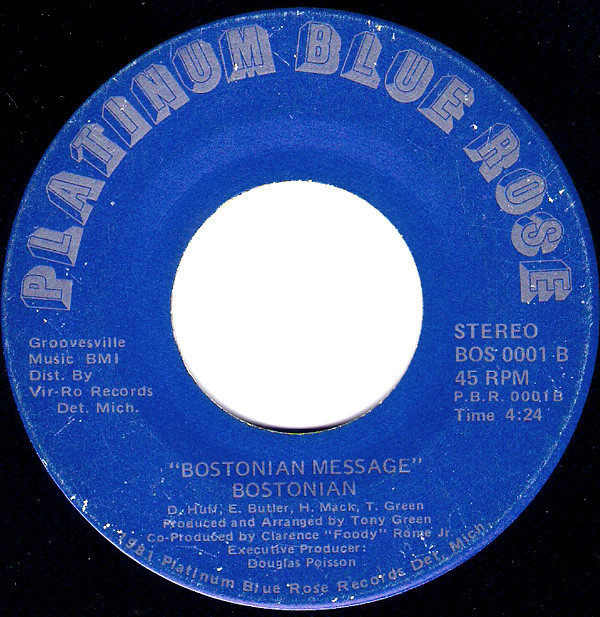 PLATINUM BLUE ROSE
Groovesville
Music BMI
Dist. By
Vir-Ro Records
Det. Mich.
STEREO
BOS 0001 B
45 RPM
P.B.R. 0001B
Time 4:24
"BOSTONIAN MESSAGE"
BOSTONIAN
D. Huff, E. Butler, H. Mack, T. Green
Produced and Arranged by Tony Green
Co-Produced by Clarence "Foody" Rome Jr.
Executive Producer:
Douglas Poisson
1981 Platinum Blue Rose Records Det. Mich.